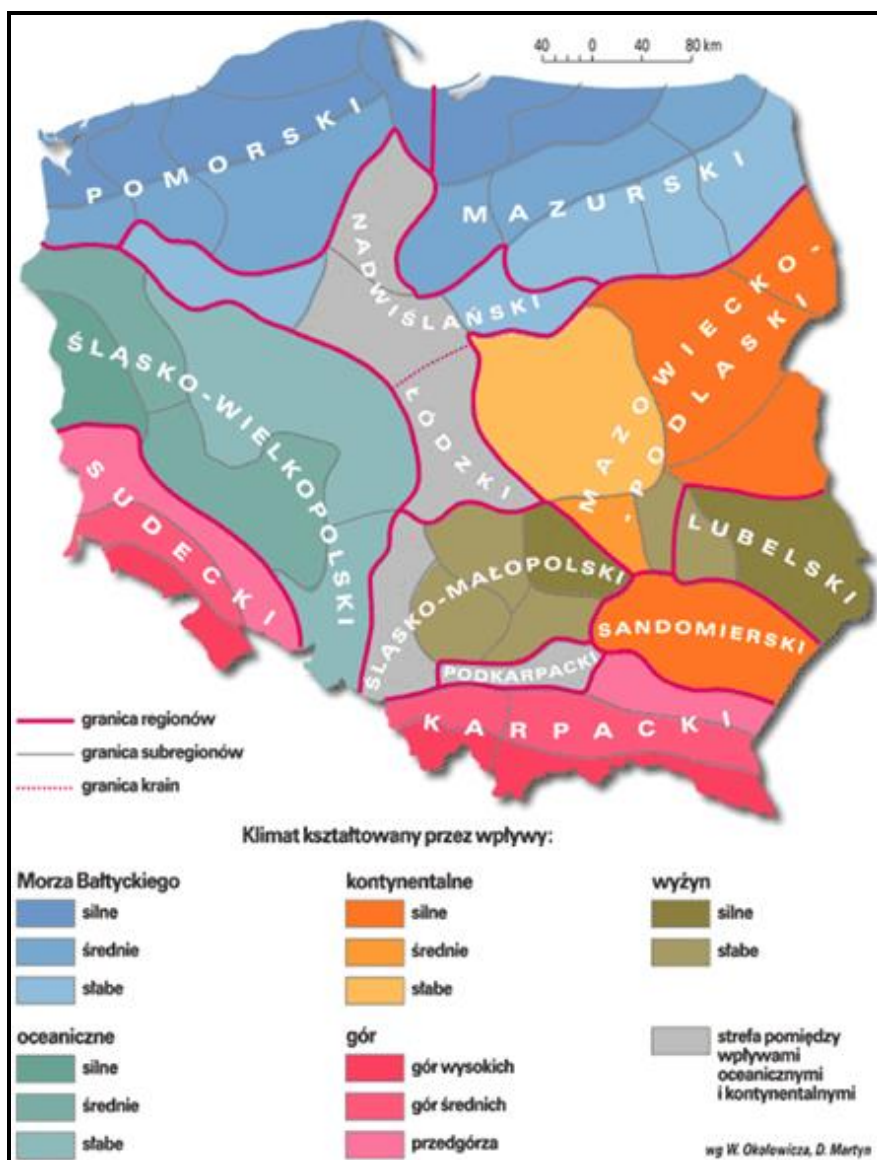 40 0 40 80 km
POMORSKI
MAZURSKI
NADWIŚLAŃSKI
MAZOWIECKO-
-PODLASKI
ŚLĄSKO-WIELKOPOLSKI
ŁÓDZKI
SUDECKI
LUBELSKI
ŚLĄSKO-MAŁOPOLSKI
SANDOMIERSKI
PODKARPACKI
KARPACKI
granica regionów
granica subregionów
granica krain
Klimat kształtowany przez wpływy:
Morza Bałtyckiego
silne
średnie
słabe
kontynentalne
silne
średnie
słabe
wyżyn
silne
słabe
oceaniczne
silne
średnie
słabe
gór
gór wysokich
gór średnich
przedgórza
strefa pomiędzy
wpływami
oceanicznymi
i kontynentalnymi
wg W. Okołowicza, D. Martyn